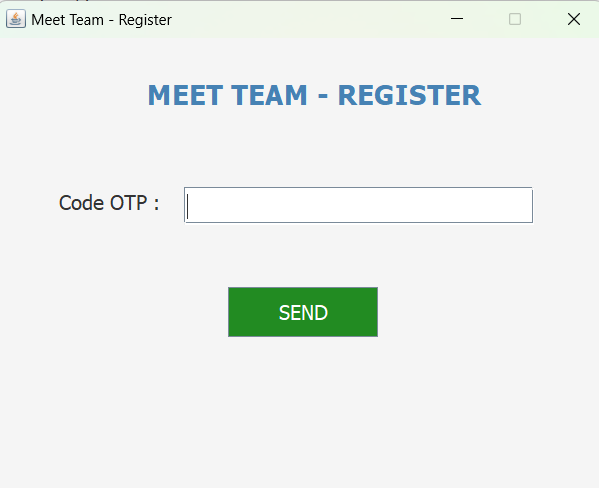 Meet Team - Register
MEET TEAM - REGISTER
Code OTP :
SEND